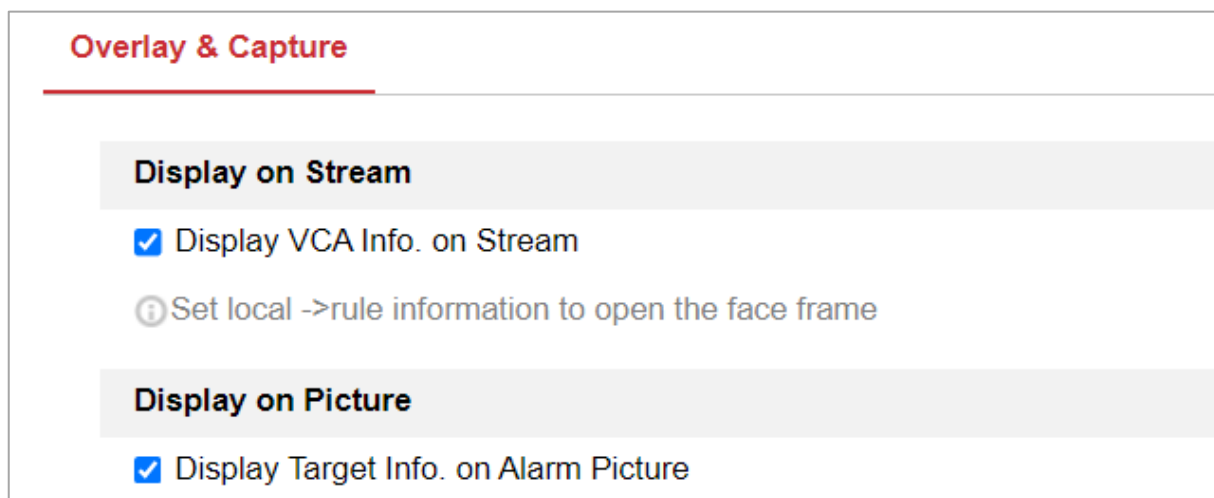 Overlay & Capture
Display on Stream
Display VCA Info. on Stream
Set local ->rule information to open the face frame
Display on Picture
Display Target Info. on Alarm Picture